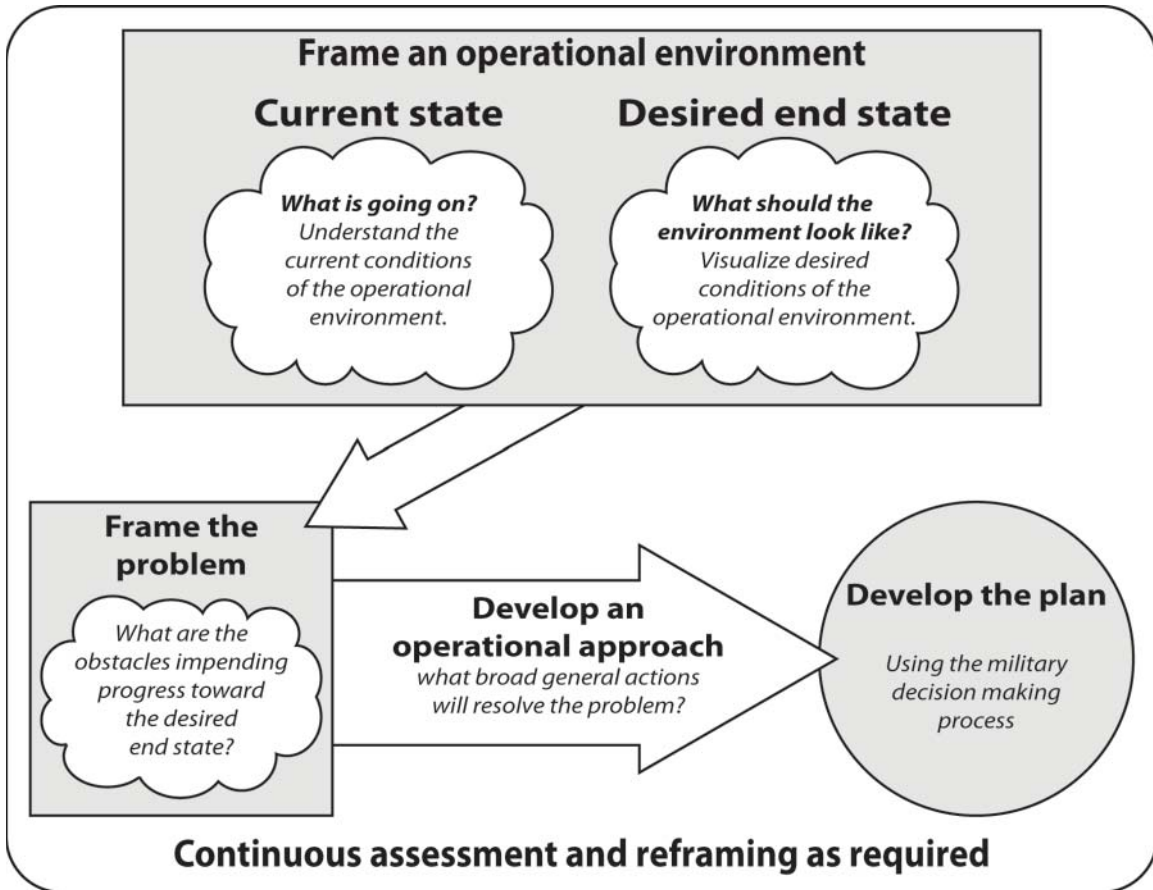 Frame an operational environment
Current state
What is going on?
Understand the
current conditions
of the operational
environment.
Desired end state
What should the
environment look like?
Visualize desired
conditions of the
operational environment.
Frame the
problem
What are the
obstacles impending
progress toward
the desired
end state?
Develop an
operational approach
what broad general actions
will resolve the problem?
Develop the plan
Using the military
decision making
process
Continuous assessment and reframing as required